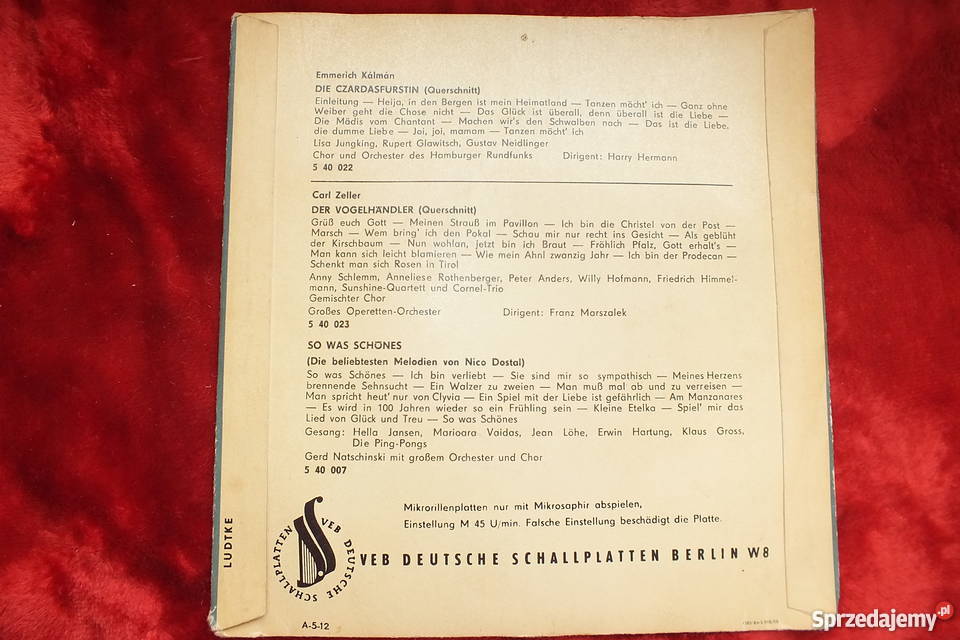 Emmerich Kálmán
DIE CZARDASFURSTIN (Querschnitt)
Einleitung — Heija, in den Bergen ist mein Heimatland — Tanzen möcht' ich — Ganz ohne
Weiber geht die Chose nicht — Das Glück ist überall, denn überall ist die Liebe —
Die Mädis vom Chantant — Machen wir's den Schwalben nach — Das ist die Liebe,
die dumme Liebe — Joi, joi, mamam — Tanzen möcht' ich
Lisa Jungking, Rupert Glawitsch, Gustav Neidlinger
Chor und Orchester des Hamburger Rundfunks Dirigent: Harry Hermann
5 40 022
Carl Zeller
DER VOGELHÄNDLER (Querschnitt)
Grüß euch Gott — Meinen Strauß im Pavillon — Ich bin die Christel von der Post —
Marsch — Wem bring' ich den Pokal — Schau mir nur recht ins Gesicht — Als geblüht
der Kirschbaum — Nun wohlan, jetzt bin ich Braut — Fröhlich Pfalz, Gott erhalt's —
Man kann sich leicht blamieren — Wie mein Ahnl zwanzig Jahr — Ich bin der Prodecan —
Schenkt man sich Rosen in Tirol
Anny Schlemm, Anneliese Rothenberger, Peter Anders, Willy Hofmann, Friedrich Himmel-
mann, Sunshine-Quartett und Cornel-Trio
Gemischter Chor
Großes Operetten-Orchester Dirigent: Franz Marszalek
5 40 023
SO WAS SCHÖNES
(Die beliebtesten Melodien von Nico Dostal)
So was Schönes — Ich bin verliebt — Sie sind mir so sympathisch — Meines Herzens
brennende Sehnsucht — Ein Walzer zu zweien — Man muß mal ab und zu verreisen —
Man spricht heut' nur von Clyvia — Ein Spiel mit der Liebe ist gefährlich — Am Manzanares
— Es wird in 100 Jahren wieder so ein Frühling sein — Kleine Etelka — Spiel' mir das
Lied von Glück und Treu — So was Schönes
Gesang: Hella Jansen, Marioara Vaidas, Jean Löhe, Erwin Hartung, Klaus Gross,
Die Ping-Pongs
Gerd Natschinski mit großem Orchester und Chor
5 40 007
Mikrorillenplatten nur mit Mikrosaphir abspielen,
Einstellung M 45 U/min. Falsche Einstellung beschädigt die Platte.
VEB DEUTSCHE SCHALLPLATTEN
VEB DEUTSCHE SCHALLPLATTEN BERLIN W8
LUDTKE
A-5-12
Sprzedajemy.pl